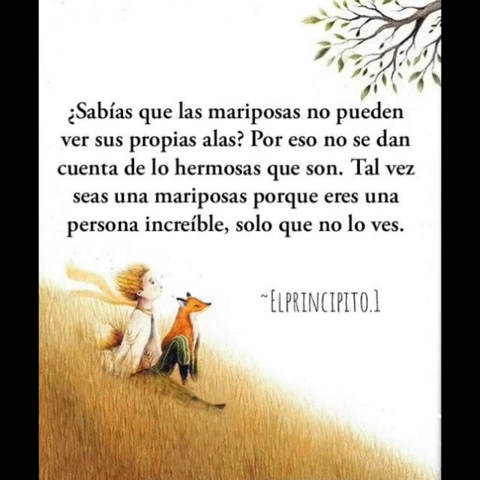 ¿Sabías que las mariposas no pueden
ver sus propias alas? Por eso no se dan
cuenta de lo hermosas que son. Tal vez
seas una mariposas porque eres una
persona increíble, solo que no lo ves.
~Elprincipito.1